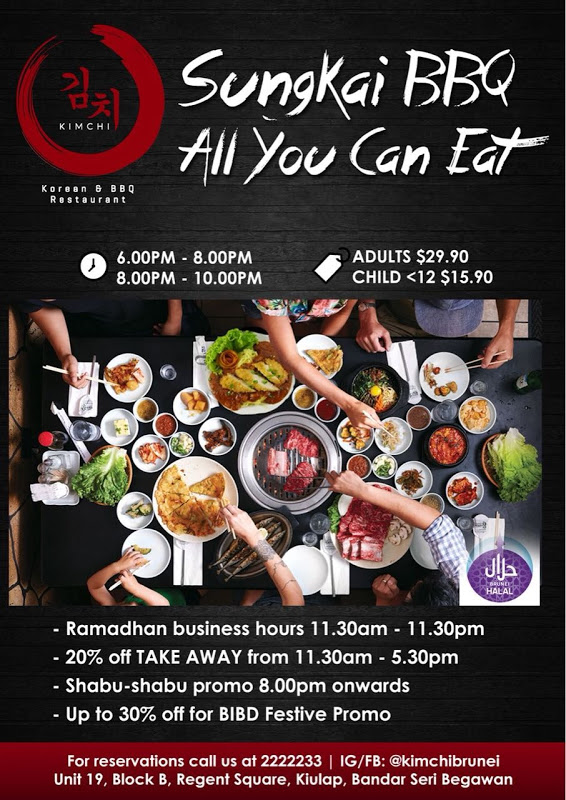 김치
KIMCHI
Korean & BBQ
Restaurant
Sungkai BBQ
All You Can Eat
6.00PM - 8.00PM
8.00PM - 10.00PM
ADULTS $29.90
CHILD <12 $15.90
حلال
BRUNEI
HALAL
- Ramadhan business hours 11.30am - 11.30pm
- 20% off TAKE AWAY from 11.30am - 5.30pm
- Shabu-shabu promo 8.00pm onwards
- Up to 30% off for BIBD Festive Promo
For reservations call us at 2222233 | IG/FB: @kimchibrunei
Unit 19, Block B, Regent Square, Kiulap, Bandar Seri Begawan